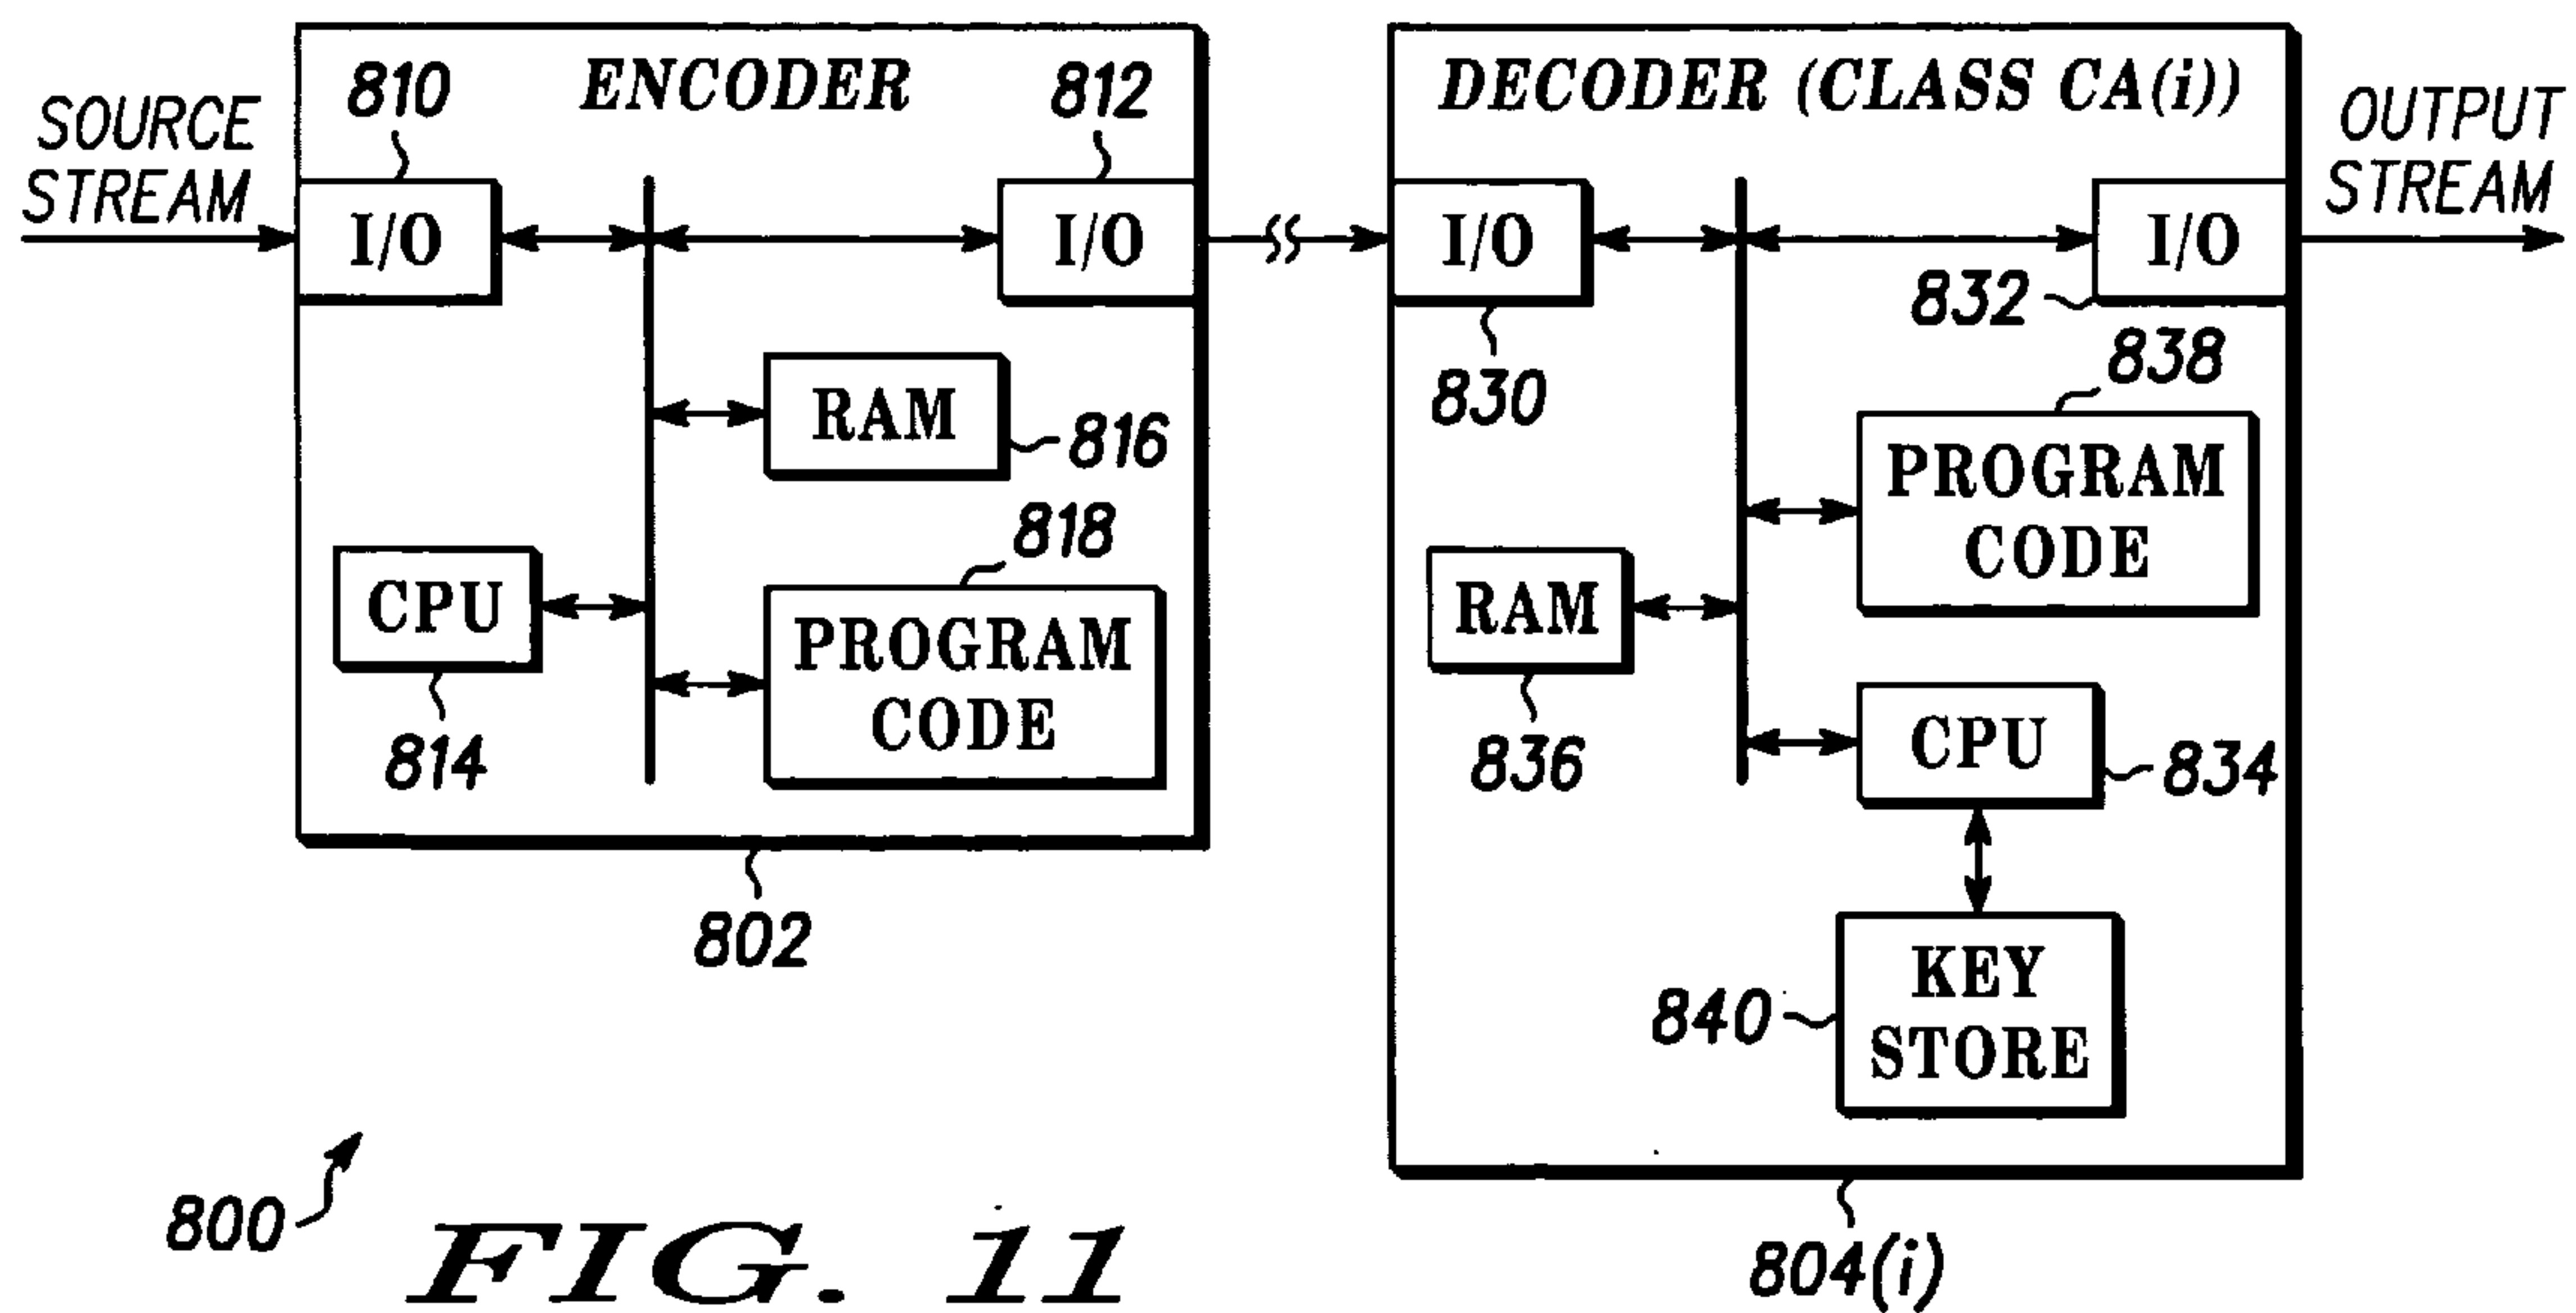 SOURCE
STREAM
810
ENCODER
812
I/O
I/O
RAM
816
818
CPU
PROGRAM
CODE
814
802
DECODER (CLASS CA(i))
OUTPUT
STREAM
I/O
I/O
832
830
838
PROGRAM
CODE
RAM
836
CPU
834
KEY
STORE
840
804(i)
800
FIG. 11